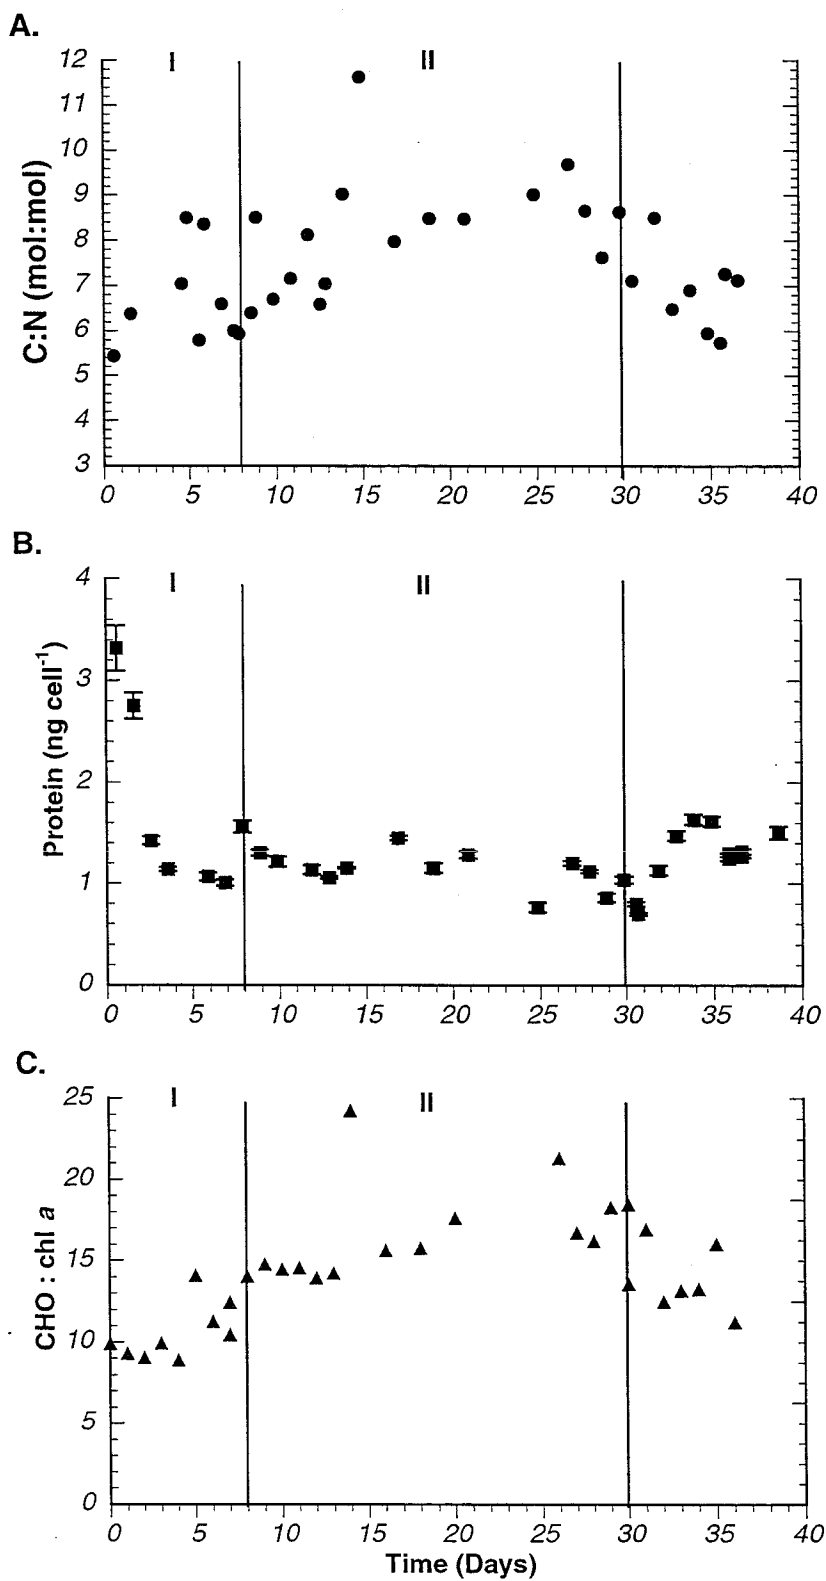 A.
I II
C:N (mol:mol)
12
11
10
9
8
7
6
5
4
3
0 5 10 15 20 25 30 35 40
B.
I II
Protein (ng cell⁻¹)
4
3
2
1
0
0 5 10 15 20 25 30 35 40
C.
I II
CHO : chl a
25
20
15
10
5
0
0 5 10 15 20 25 30 35 40
Time (Days)